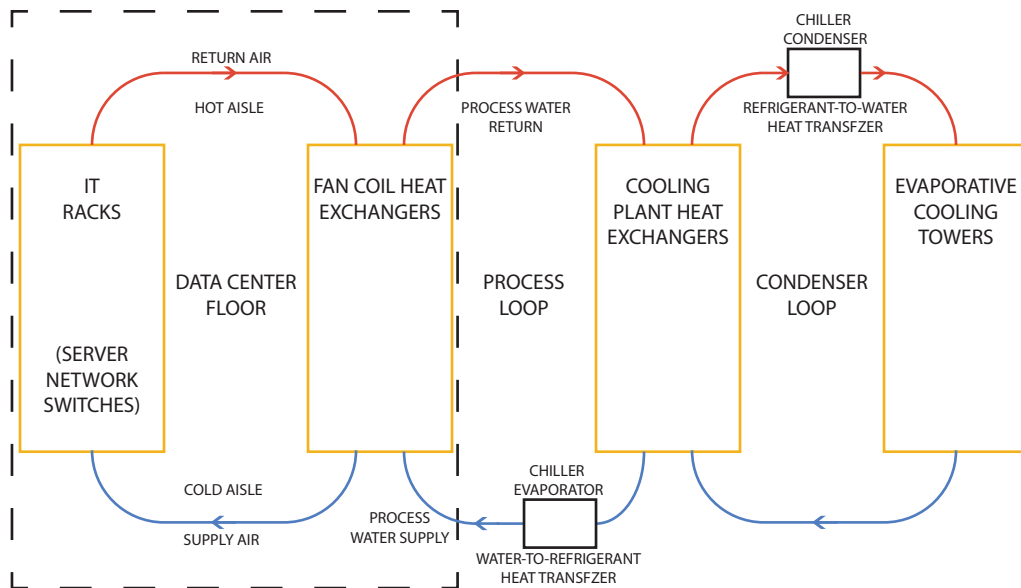 CHILLER
CONDENSER
RETURN AIR
HOT AISLE
PROCESS WATER
RETURN
REFRIGERANT-TO-WATER
HEAT TRANSFZER
IT
RACKS
FAN COIL HEAT
EXCHANGERS
COOLING
PLANT HEAT
EXCHANGERS
EVAPORATIVE
COOLING
TOWERS
DATA CENTER
FLOOR
PROCESS
LOOP
CONDENSER
LOOP
(SERVER
NETWORK
SWITCHES)
COLD AISLE
SUPPLY AIR
PROCESS
WATER SUPPLY
CHILLER
EVAPORATOR
WATER-TO-REFRIGERANT
HEAT TRANSFZER